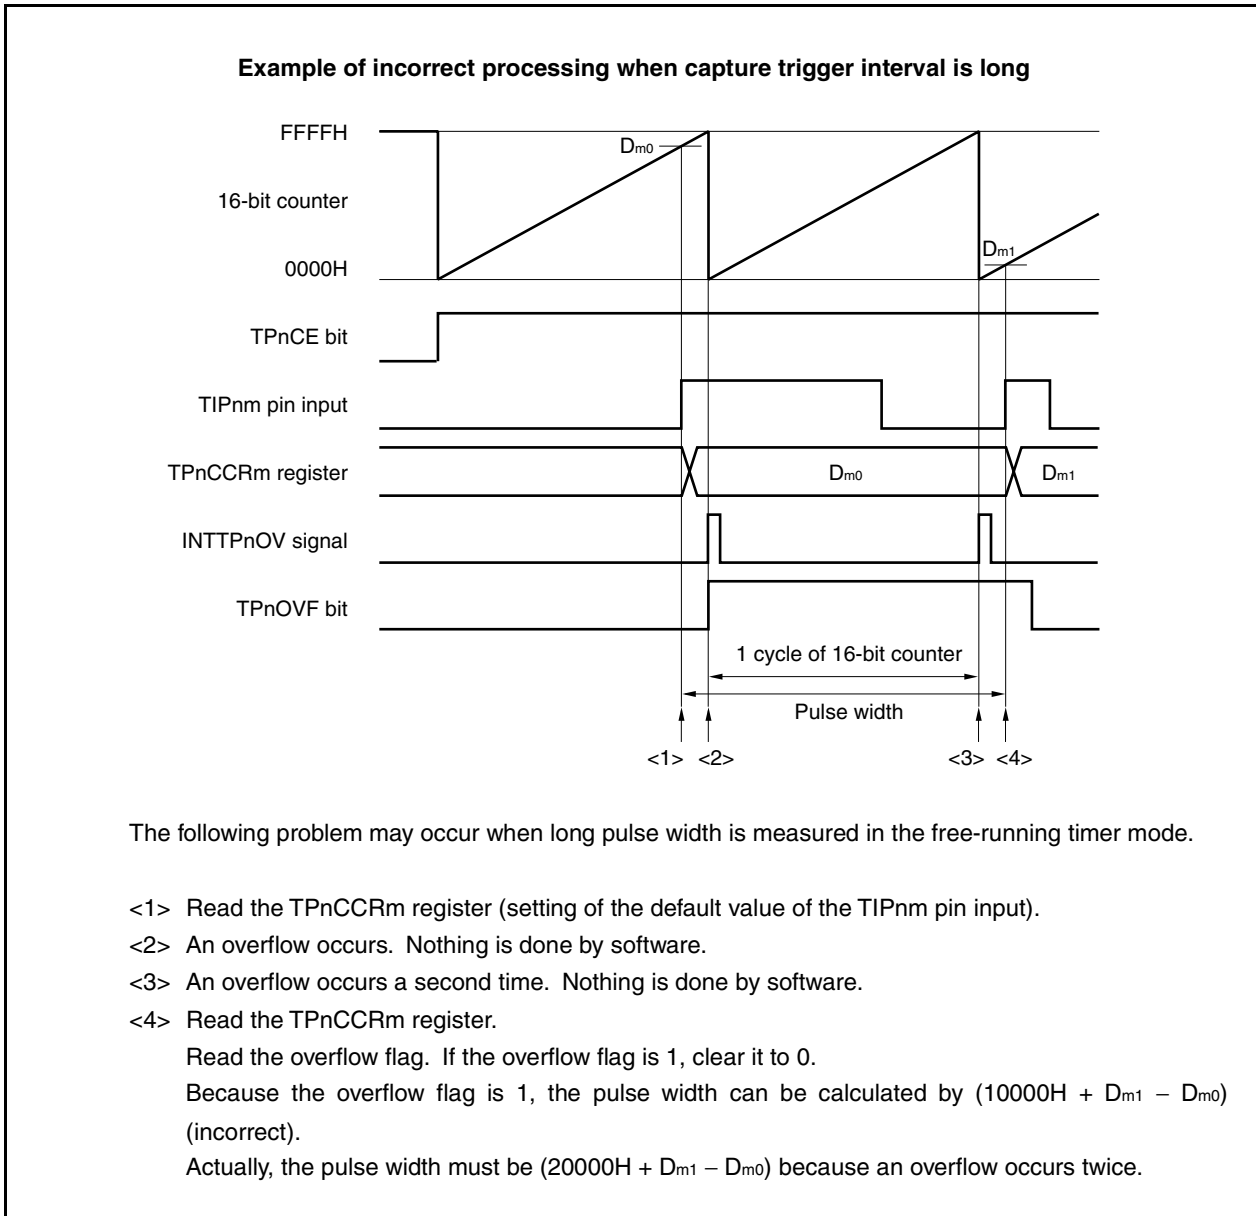 Example of incorrect processing when capture trigger interval is long
FFFFH
Dm0
16-bit counter
Dm1
0000H
TPnCE bit
TIPnm pin input
TPnCCRm register
Dm0
Dm1
INTTPnOV signal
TPnOVF bit
1 cycle of 16-bit counter
Pulse width
<1> <2> <3> <4>
The following problem may occur when long pulse width is measured in the free-running timer mode.
<1> Read the TPnCCRm register (setting of the default value of the TIPnm pin input).
<2> An overflow occurs. Nothing is done by software.
<3> An overflow occurs a second time. Nothing is done by software.
<4> Read the TPnCCRm register.
Read the overflow flag. If the overflow flag is 1, clear it to 0.
Because the overflow flag is 1, the pulse width can be calculated by (10000H + Dm1 − Dm0)
(incorrect).
Actually, the pulse width must be (20000H + Dm1 − Dm0) because an overflow occurs twice.